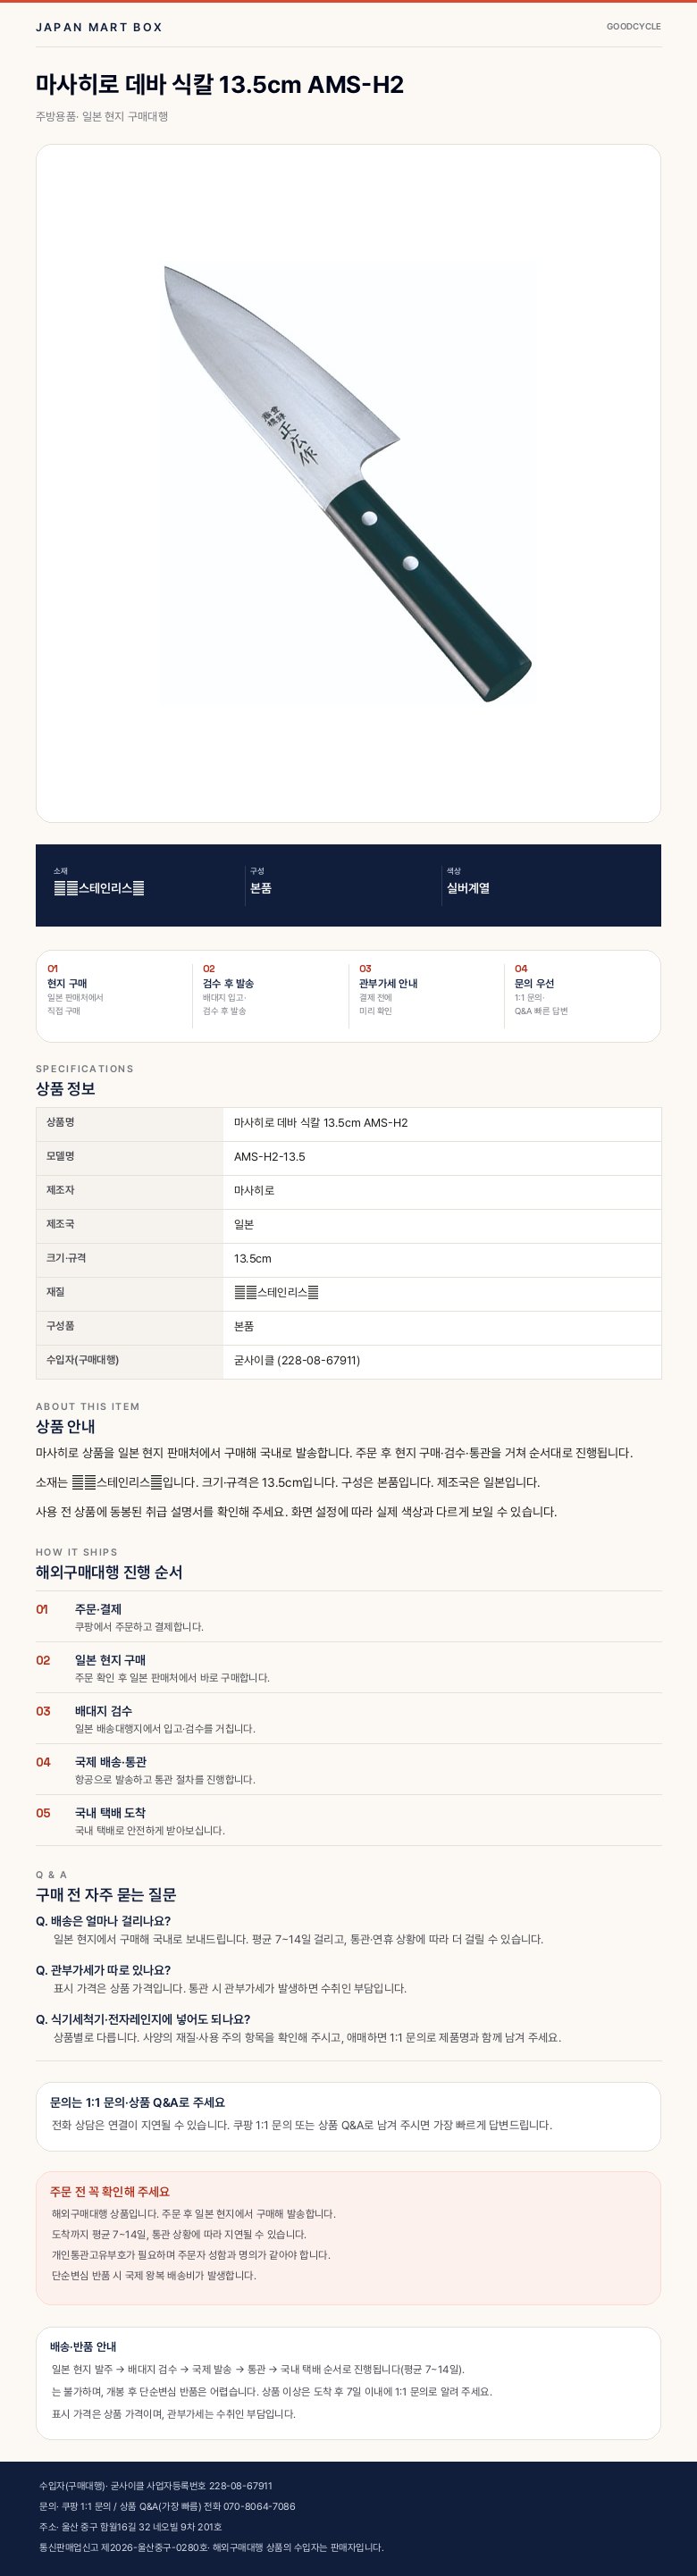 JAPAN MART BOX
GOODCYCLE
마사히로 데바 식칼 13.5cm AMS-H2
주방용품· 일본 현지 구매대행
正広作
소재
스테인리스
구성
본품
색상
실버계열
01
현지 구매
일본 판매처에서
직접 구매
02
검수 후 발송
배대지 입고·
검수 후 발송
03
관부가세 안내
결제 전에
미리 확인
04
문의 우선
1:1 문의·
Q&A 빠른 답변
SPECIFICATIONS
상품 정보
상품명 마사히로 데바 식칼 13.5cm AMS-H2
모델명 AMS-H2-13.5
제조자 마사히로
제조국 일본
크기·규격 13.5cm
재질 스테인리스
구성품 본품
수입자(구매대행) 굳사이클 (228-08-67911)
ABOUT THIS ITEM
상품 안내
마사히로 상품을 일본 현지 판매처에서 구매해 국내로 발송합니다. 주문 후 현지 구매·검수·통관을 거쳐 순서대로 진행됩니다.
소재는 스테인리스입니다. 크기·규격은 13.5cm입니다. 구성은 본품입니다. 제조국은 일본입니다.
사용 전 상품에 동봉된 취급 설명서를 확인해 주세요. 화면 설정에 따라 실제 색상과 다르게 보일 수 있습니다.
HOW IT SHIPS
해외구매대행 진행 순서
01 주문·결제
쿠팡에서 주문하고 결제합니다.
02 일본 현지 구매
주문 확인 후 일본 판매처에서 바로 구매합니다.
03 배대지 검수
일본 배송대행지에서 입고·검수를 거칩니다.
04 국제 배송·통관
항공으로 발송하고 통관 절차를 진행합니다.
05 국내 택배 도착
국내 택배로 안전하게 받아보십니다.
Q & A
구매 전 자주 묻는 질문
Q. 배송은 얼마나 걸리나요?
일본 현지에서 구매해 국내로 보내드립니다. 평균 7~14일 걸리고, 통관·연휴 상황에 따라 더 걸릴 수 있습니다.
Q. 관부가세가 따로 있나요?
표시 가격은 상품 가격입니다. 통관 시 관부가세가 발생하면 수취인 부담입니다.
Q. 식기세척기·전자레인지에 넣어도 되나요?
상품별로 다릅니다. 사양의 재질·사용 주의 항목을 확인해 주시고, 애매하면 1:1 문의로 제품명과 함께 남겨 주세요.
문의는 1:1 문의·상품 Q&A로 주세요
전화 상담은 연결이 지연될 수 있습니다. 쿠팡 1:1 문의 또는 상품 Q&A로 남겨 주시면 가장 빠르게 답변드립니다.
주문 전 꼭 확인해 주세요
해외구매대행 상품입니다. 주문 후 일본 현지에서 구매해 발송합니다.
도착까지 평균 7~14일, 통관 상황에 따라 지연될 수 있습니다.
개인통관고유부호가 필요하며 주문자 성함과 명의가 같아야 합니다.
단순변심 반품 시 국제 왕복 배송비가 발생합니다.
배송·반품 안내
일본 현지 발주 → 배대지 검수 → 국제 발송 → 통관 → 국내 택배 순서로 진행됩니다(평균 7~14일).
는 불가하며, 개봉 후 단순변심 반품은 어렵습니다. 상품 이상은 도착 후 7일 이내에 1:1 문의로 알려 주세요.
표시 가격은 상품 가격이며, 관부가세는 수취인 부담입니다.
수입자(구매대행)· 굳사이클 사업자등록번호 228-08-67911
문의· 쿠팡 1:1 문의 / 상품 Q&A(가장 빠름) 전화 070-8064-7086
주소· 울산 중구 함월16길 32 네오빌 9차 201호
통신판매업신고 제2026-울산중구-0280호· 해외구매대행 상품의 수입자는 판매자입니다.